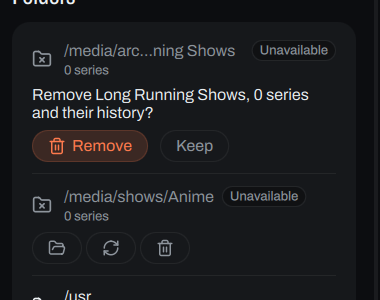 Folders
/media/arc...ning Shows Unavailable
0 series
Remove Long Running Shows, 0 series
and their history?
Remove Keep
/media/shows/Anime Unavailable
0 series
/usr